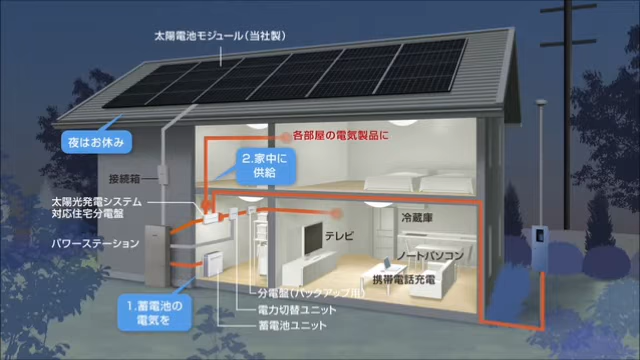 太陽電池モジュール(当社製)
夜はお休み
各部屋の電気製品に
2.家中に
供給
接続箱
太陽光発電システム
対応住宅分電盤
冷蔵庫
テレビ
パワーステーション
ノートパソコン
携帯電話充電
分電盤(バックアップ用)
1.蓄電池の
電気を
電力切替ユニット
蓄電池ユニット